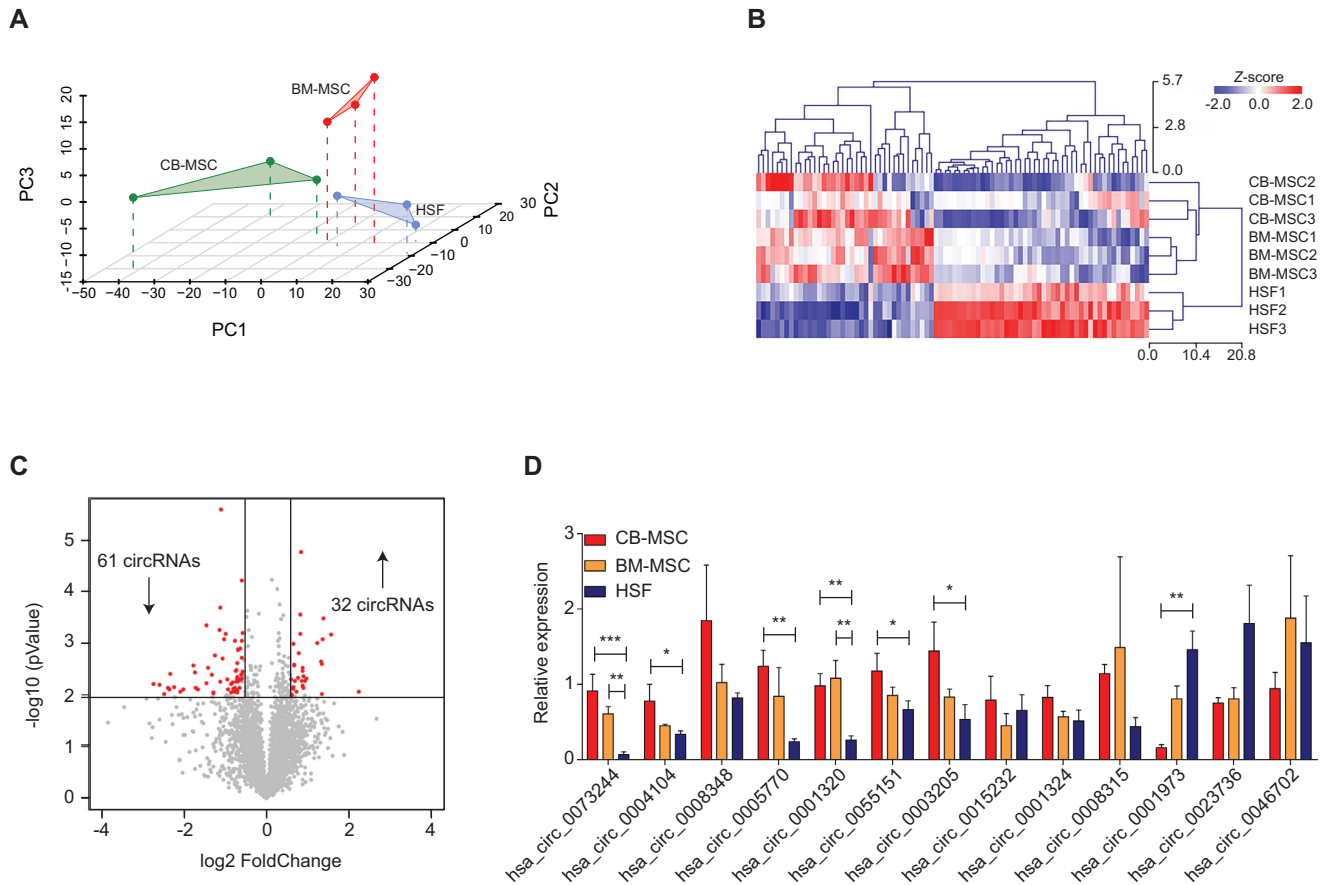 A
BM-MSC
CB-MSC
HSF
PC3
20
15
10
5
0
−5
−10
−15
−50
−40
−20
0
10
20
30
PC1
−30
−20
−10
0
10
20
30
PC2
B
5.7
2.8
0.0
Z-score
-2.0 0.0 2.0
CB-MSC2
CB-MSC1
CB-MSC3
BM-MSC1
BM-MSC2
BM-MSC3
HSF1
HSF2
HSF3
0.0 10.4 20.8
C
61 circRNAs
32 circRNAs
-log10 (pValue)
5
4
3
2
1
0
−4 −2 0 2 4
log2 FoldChange
D
CB-MSC
BM-MSC
HSF
Relative expression
3
2
1
0
***
**
*
**
**
**
*
*
**
hsa_circ_0073244
hsa_circ_0004104
hsa_circ_0008348
hsa_circ_0005770
hsa_circ_0001320
hsa_circ_0055151
hsa_circ_0003205
hsa_circ_0015232
hsa_circ_0001324
hsa_circ_0008315
hsa_circ_0001973
hsa_circ_0023736
hsa_circ_0046702